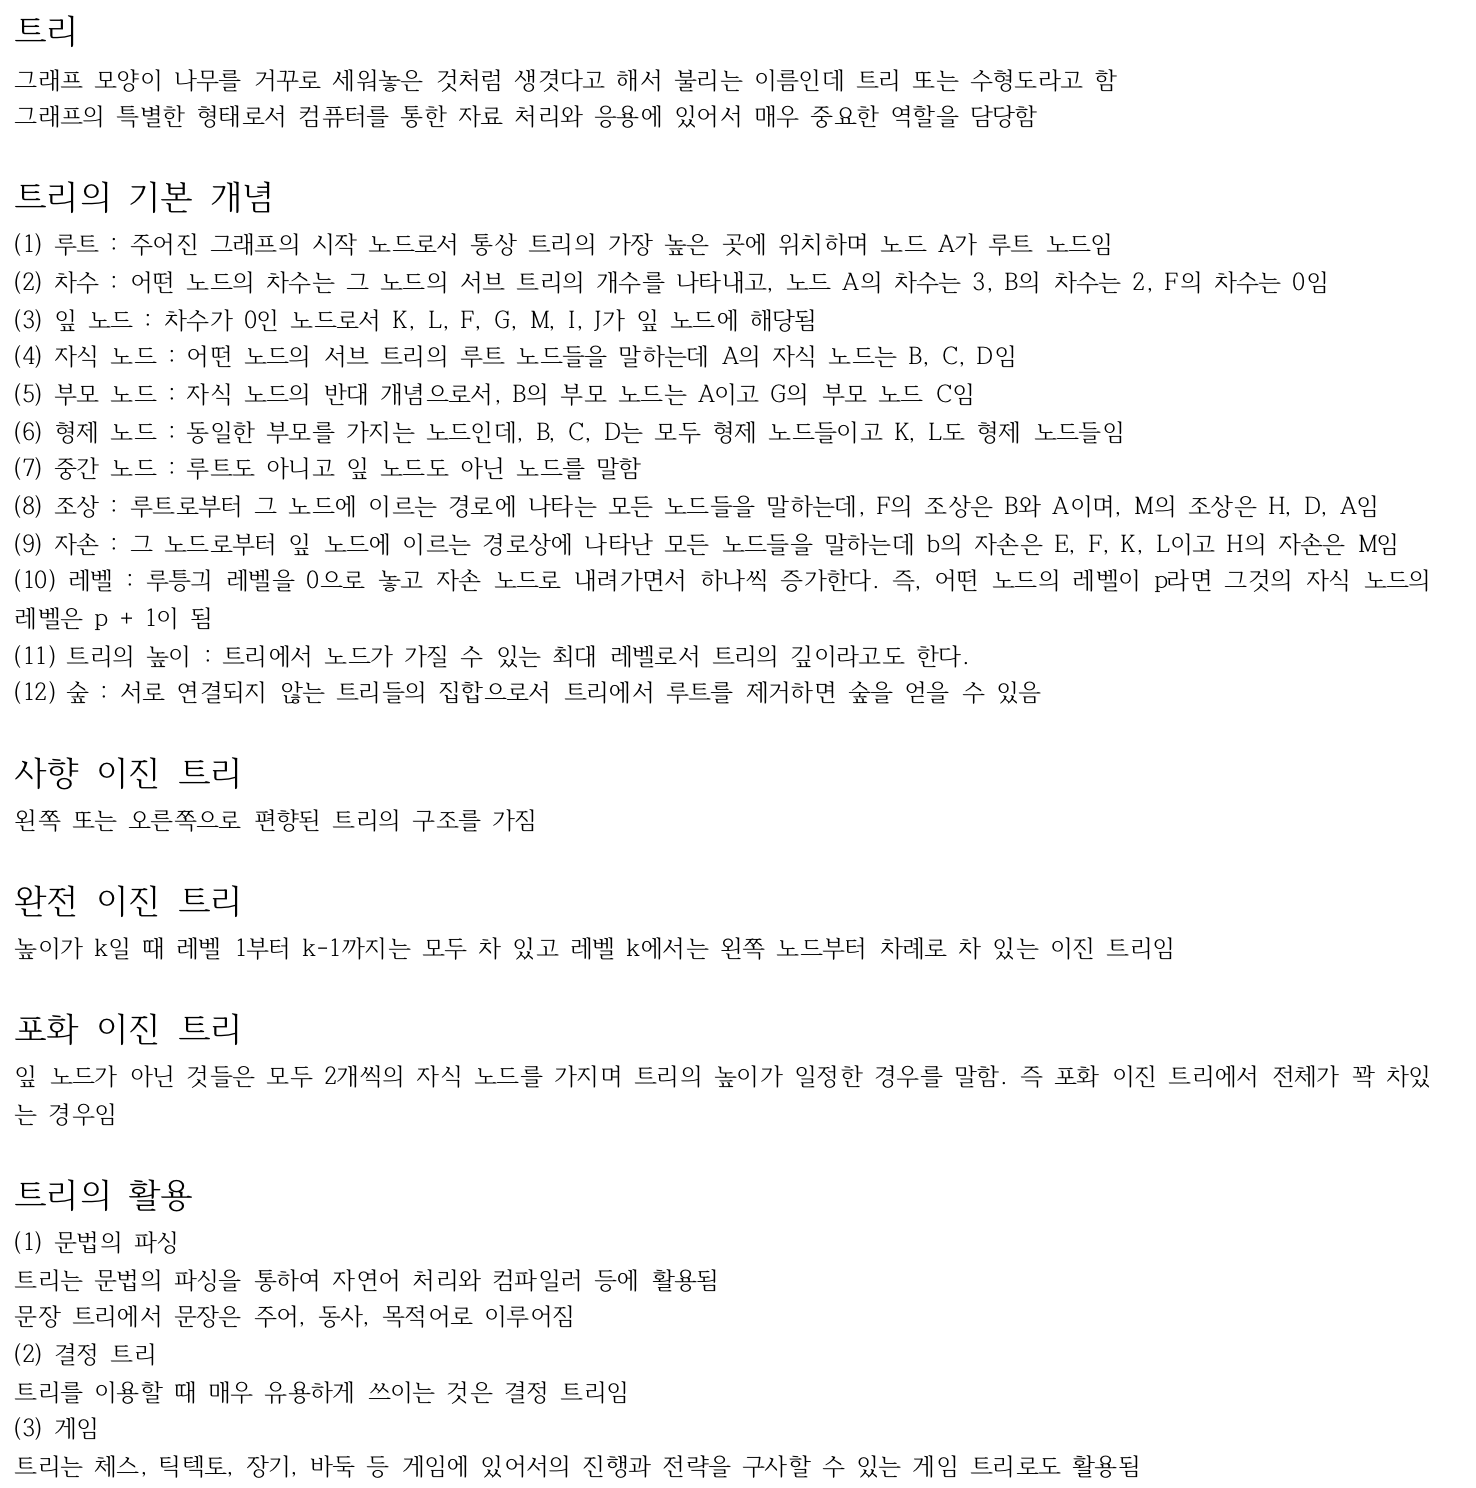 트리
그래프 모양이 나무를 거꾸로 세워놓은 것처럼 생겻다고 해서 불리는 이름인데 트리 또는 수형도라고 함
그래프의 특별한 형태로서 컴퓨터를 통한 자료 처리와 응용에 있어서 매우 중요한 역할을 담당함
트리의 기본 개념
(1) 루트 : 주어진 그래프의 시작 노드로서 통상 트리의 가장 높은 곳에 위치하며 노드 A가 루트 노드임
(2) 차수 : 어떤 노드의 차수는 그 노드의 서브 트리의 개수를 나타내고, 노드 A의 차수는 3, B의 차수는 2, F의 차수는 0임
(3) 잎 노드 : 차수가 0인 노드로서 K, L, F, G, M, I, J가 잎 노드에 해당됨
(4) 자식 노드 : 어떤 노드의 서브 트리의 루트 노드들을 말하는데 A의 자식 노드는 B, C, D임
(5) 부모 노드 : 자식 노드의 반대 개념으로서, B의 부모 노드는 A이고 G의 부모 노드 C임
(6) 형제 노드 : 동일한 부모를 가지는 노드인데, B, C, D는 모두 형제 노드들이고 K, L도 형제 노드들임
(7) 중간 노드 : 루트도 아니고 잎 노드도 아닌 노드를 말함
(8) 조상 : 루트로부터 그 노드에 이르는 경로에 나타는 모든 노드들을 말하는데, F의 조상은 B와 A이며, M의 조상은 H, D, A임
(9) 자손 : 그 노드로부터 잎 노드에 이르는 경로상에 나타난 모든 노드들을 말하는데 b의 자손은 E, F, K, L이고 H의 자손은 M임
(10) 레벨 : 루틍긔 레벨을 0으로 놓고 자손 노드로 내려가면서 하나씩 증가한다. 즉, 어떤 노드의 레벨이 p라면 그것의 자식 노드의
레벨은 p + 1이 됨
(11) 트리의 높이 : 트리에서 노드가 가질 수 있는 최대 레벨로서 트리의 깊이라고도 한다.
(12) 숲 : 서로 연결되지 않는 트리들의 집합으로서 트리에서 루트를 제거하면 숲을 얻을 수 있음
사향 이진 트리
왼쪽 또는 오른쪽으로 편향된 트리의 구조를 가짐
완전 이진 트리
높이가 k일 때 레벨 1부터 k-1까지는 모두 차 있고 레벨 k에서는 왼쪽 노드부터 차례로 차 있는 이진 트리임
포화 이진 트리
잎 노드가 아닌 것들은 모두 2개씩의 자식 노드를 가지며 트리의 높이가 일정한 경우를 말함. 즉 포화 이진 트리에서 전체가 꽉 차있
는 경우임
트리의 활용
(1) 문법의 파싱
트리는 문법의 파싱을 통하여 자연어 처리와 컴파일러 등에 활용됨
문장 트리에서 문장은 주어, 동사, 목적어로 이루어짐
(2) 결정 트리
트리를 이용할 때 매우 유용하게 쓰이는 것은 결정 트리임
(3) 게임
트리는 체스, 틱텍토, 장기, 바둑 등 게임에 있어서의 진행과 전략을 구사할 수 있는 게임 트리로도 활용됨